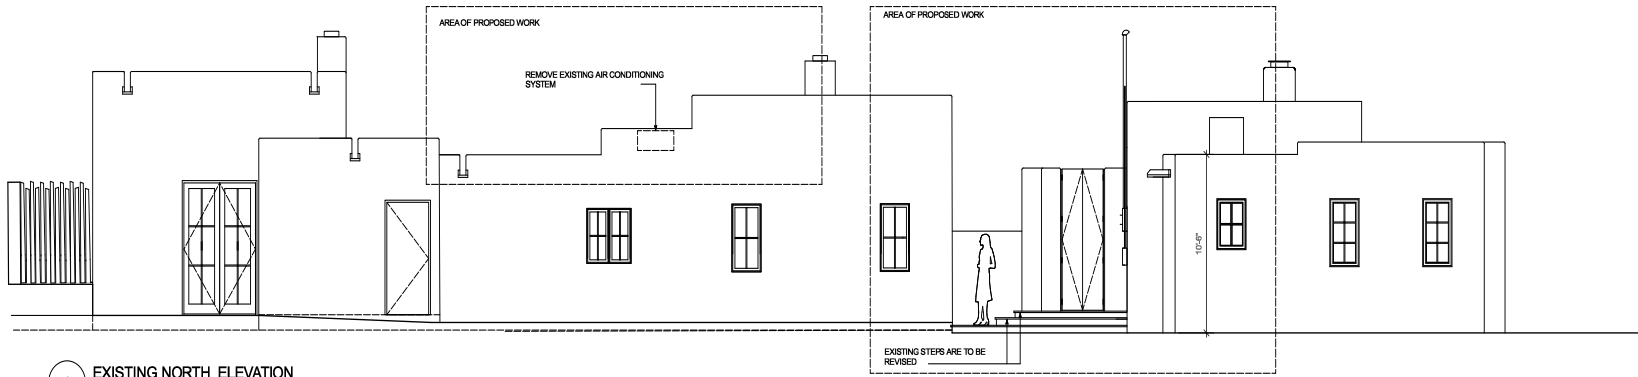 AREA OF PROPOSED WORK
AREA OF PROPOSED WORK
REMOVE EXISTING AIR CONDITIONING
SYSTEM
10'-6"
EXISTING STEPS ARE TO BE
REVISED
EXISTING NORTH ELEVATION